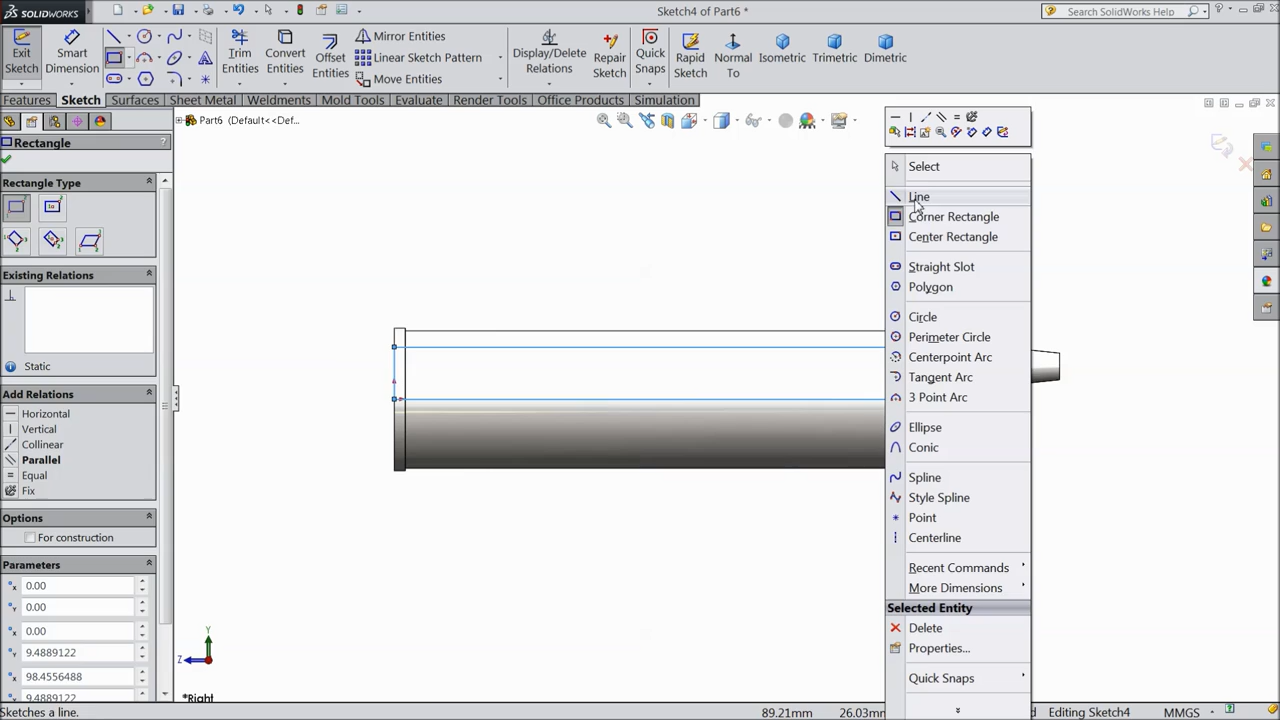 SOLIDWORKS
Sketch4 of Part6 *
Search SolidWorks Help
Exit Sketch
Smart Dimension
Trim Entities
Convert Entities
Offset Entities
Mirror Entities
Linear Sketch Pattern
Move Entities
Display/Delete Relations
Repair Sketch
Quick Snaps
Rapid Sketch
Normal To
Isometric
Trimetric
Dimetric
Features
Sketch
Surfaces
Sheet Metal
Weldments
Mold Tools
Evaluate
Render Tools
Office Products
Simulation
Part6 (Default<<Def...
Rectangle
?
Rectangle Type
Existing Relations
Static
Add Relations
Horizontal
Vertical
Collinear
Parallel
Equal
Fix
Options
For construction
Parameters
0.00
0.00
0.00
9.4889122
98.4556488
9.4889122
Select
Line
Corner Rectangle
Center Rectangle
Straight Slot
Polygon
Circle
Perimeter Circle
Centerpoint Arc
Tangent Arc
3 Point Arc
Ellipse
Conic
Spline
Style Spline
Point
Centerline
Recent Commands
More Dimensions
Selected Entity
Delete
Properties...
Quick Snaps
Y
Z
*Right
Sketches a line.
89.21mm
26.03mm
Editing Sketch4
MMGS